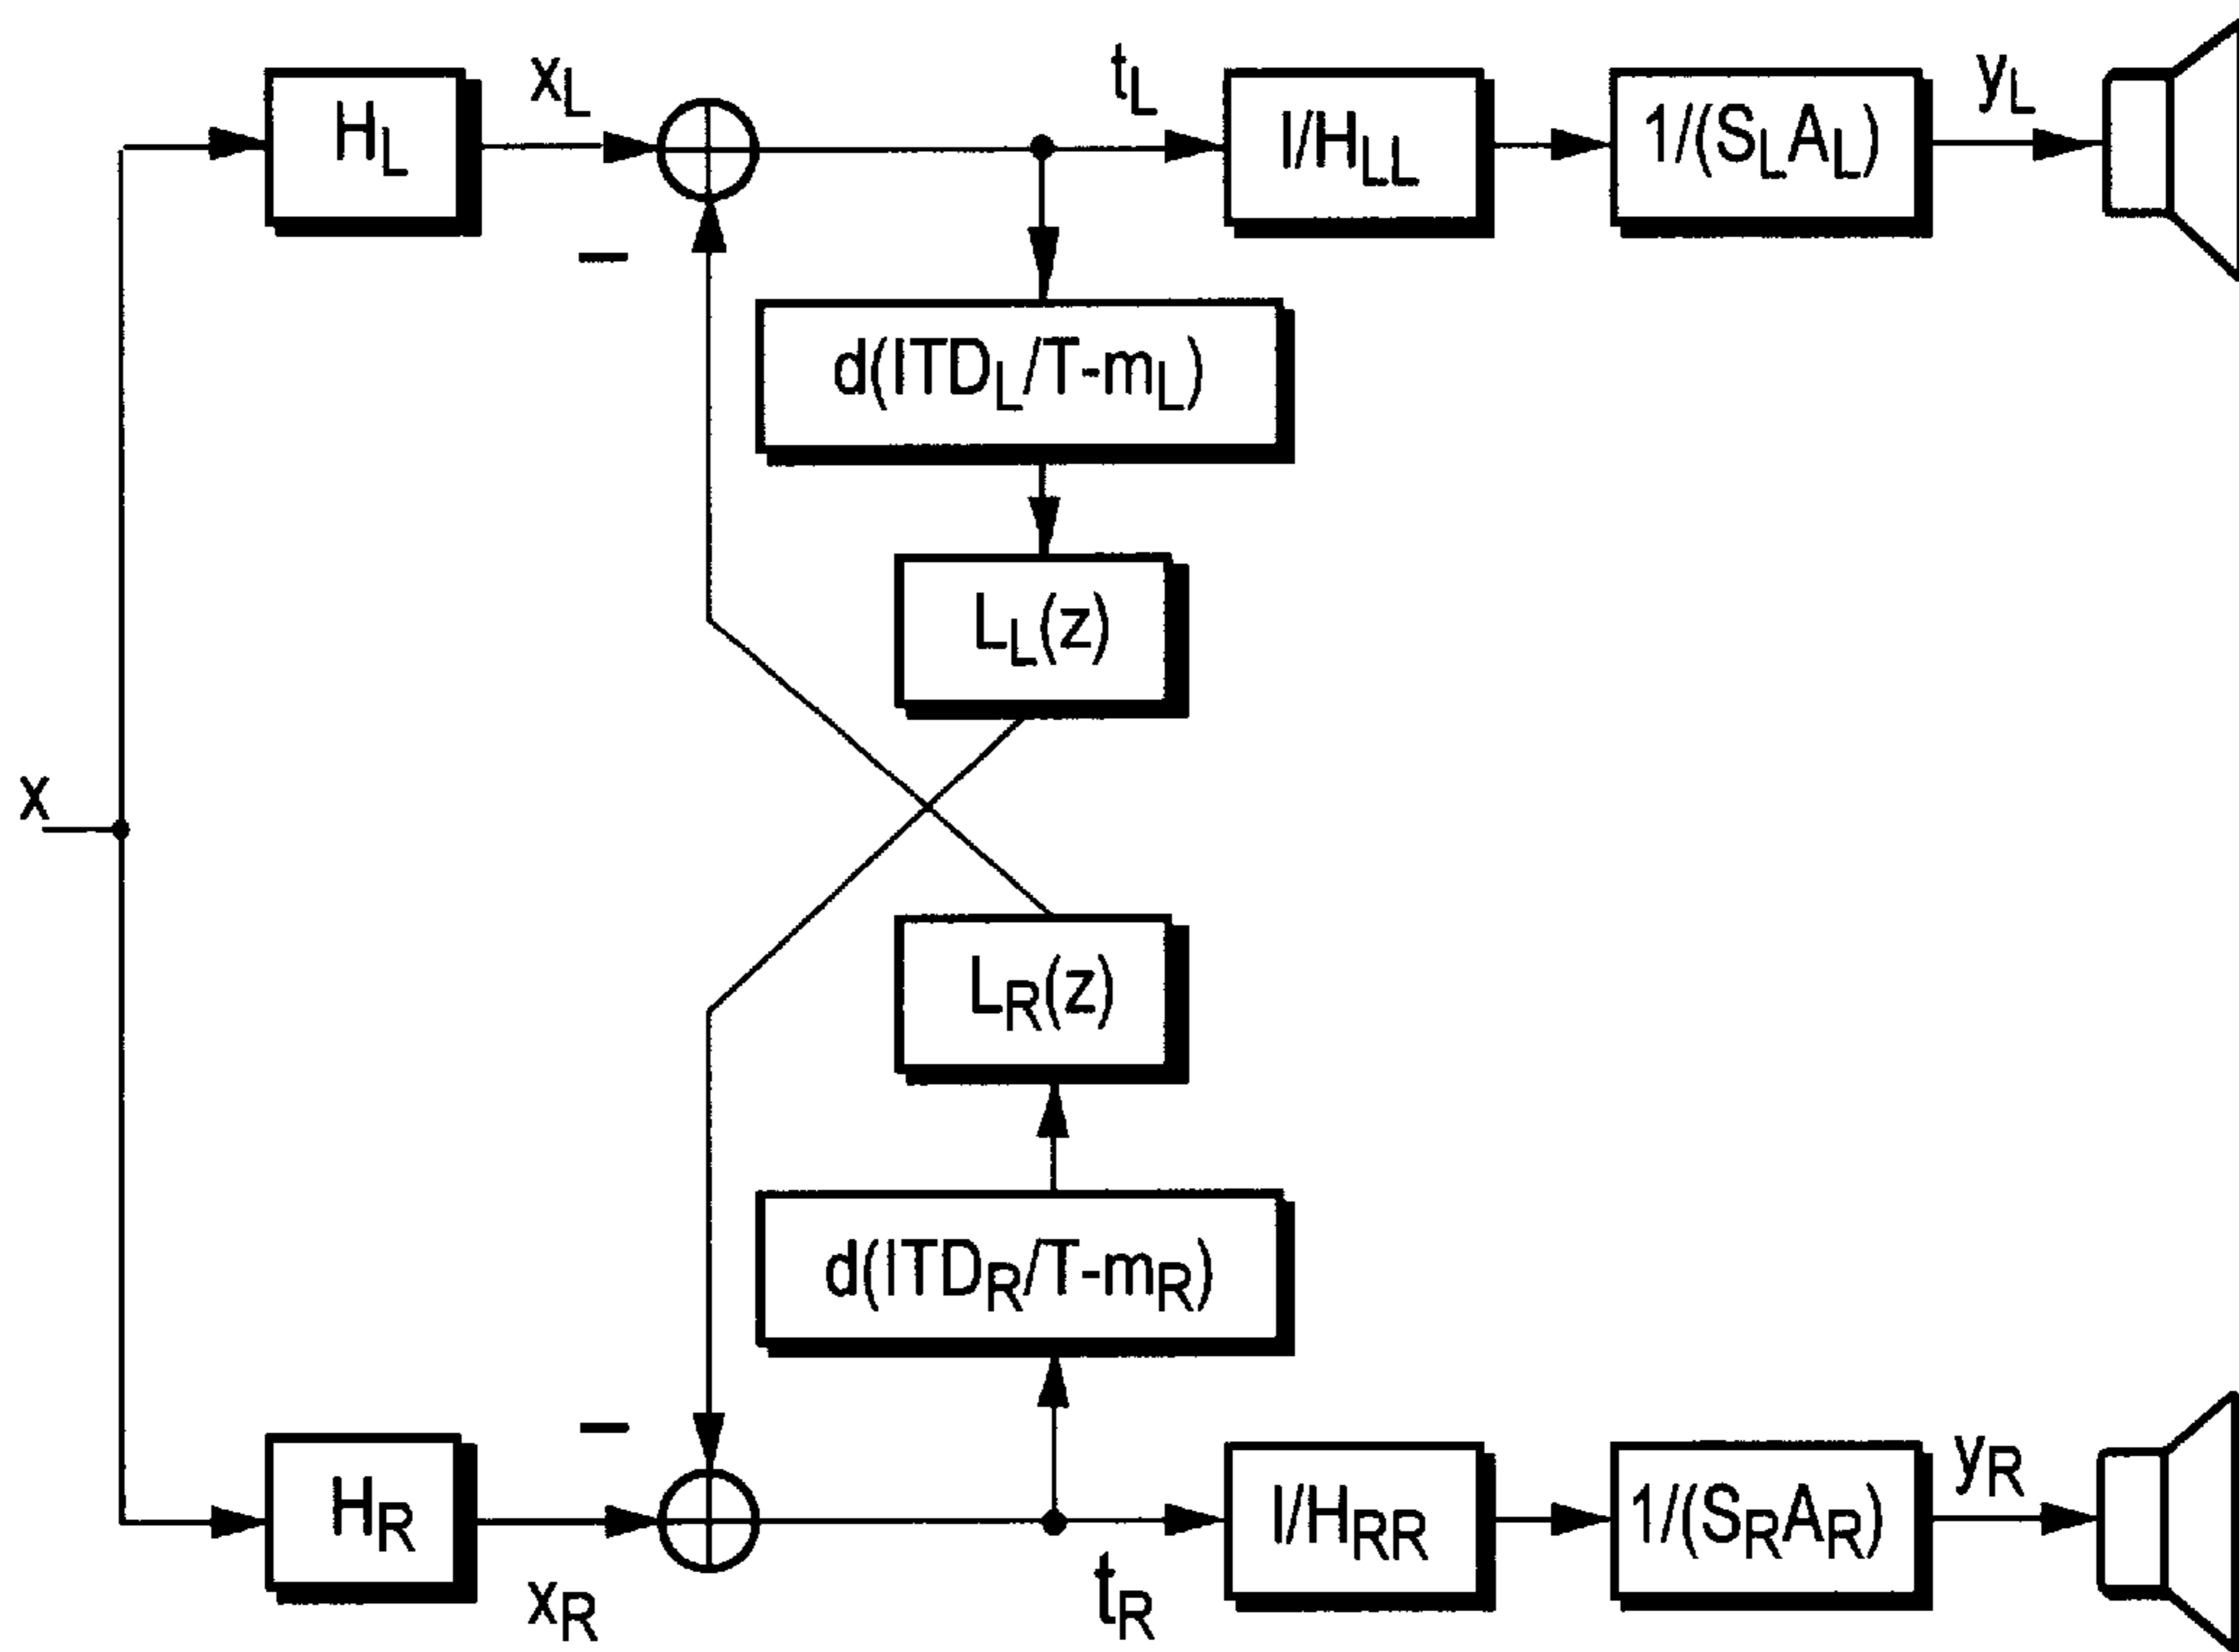 x_L
t_L
y_L
H_L
I/H_LL
1/(S_LA_L)
−
d(ITD_L/T-m_L)
L_L(z)
x
L_R(z)
d(ITD_R/T-m_R)
−
H_R
I/H_RR
1/(S_RA_R)
y_R
x_R
t_R